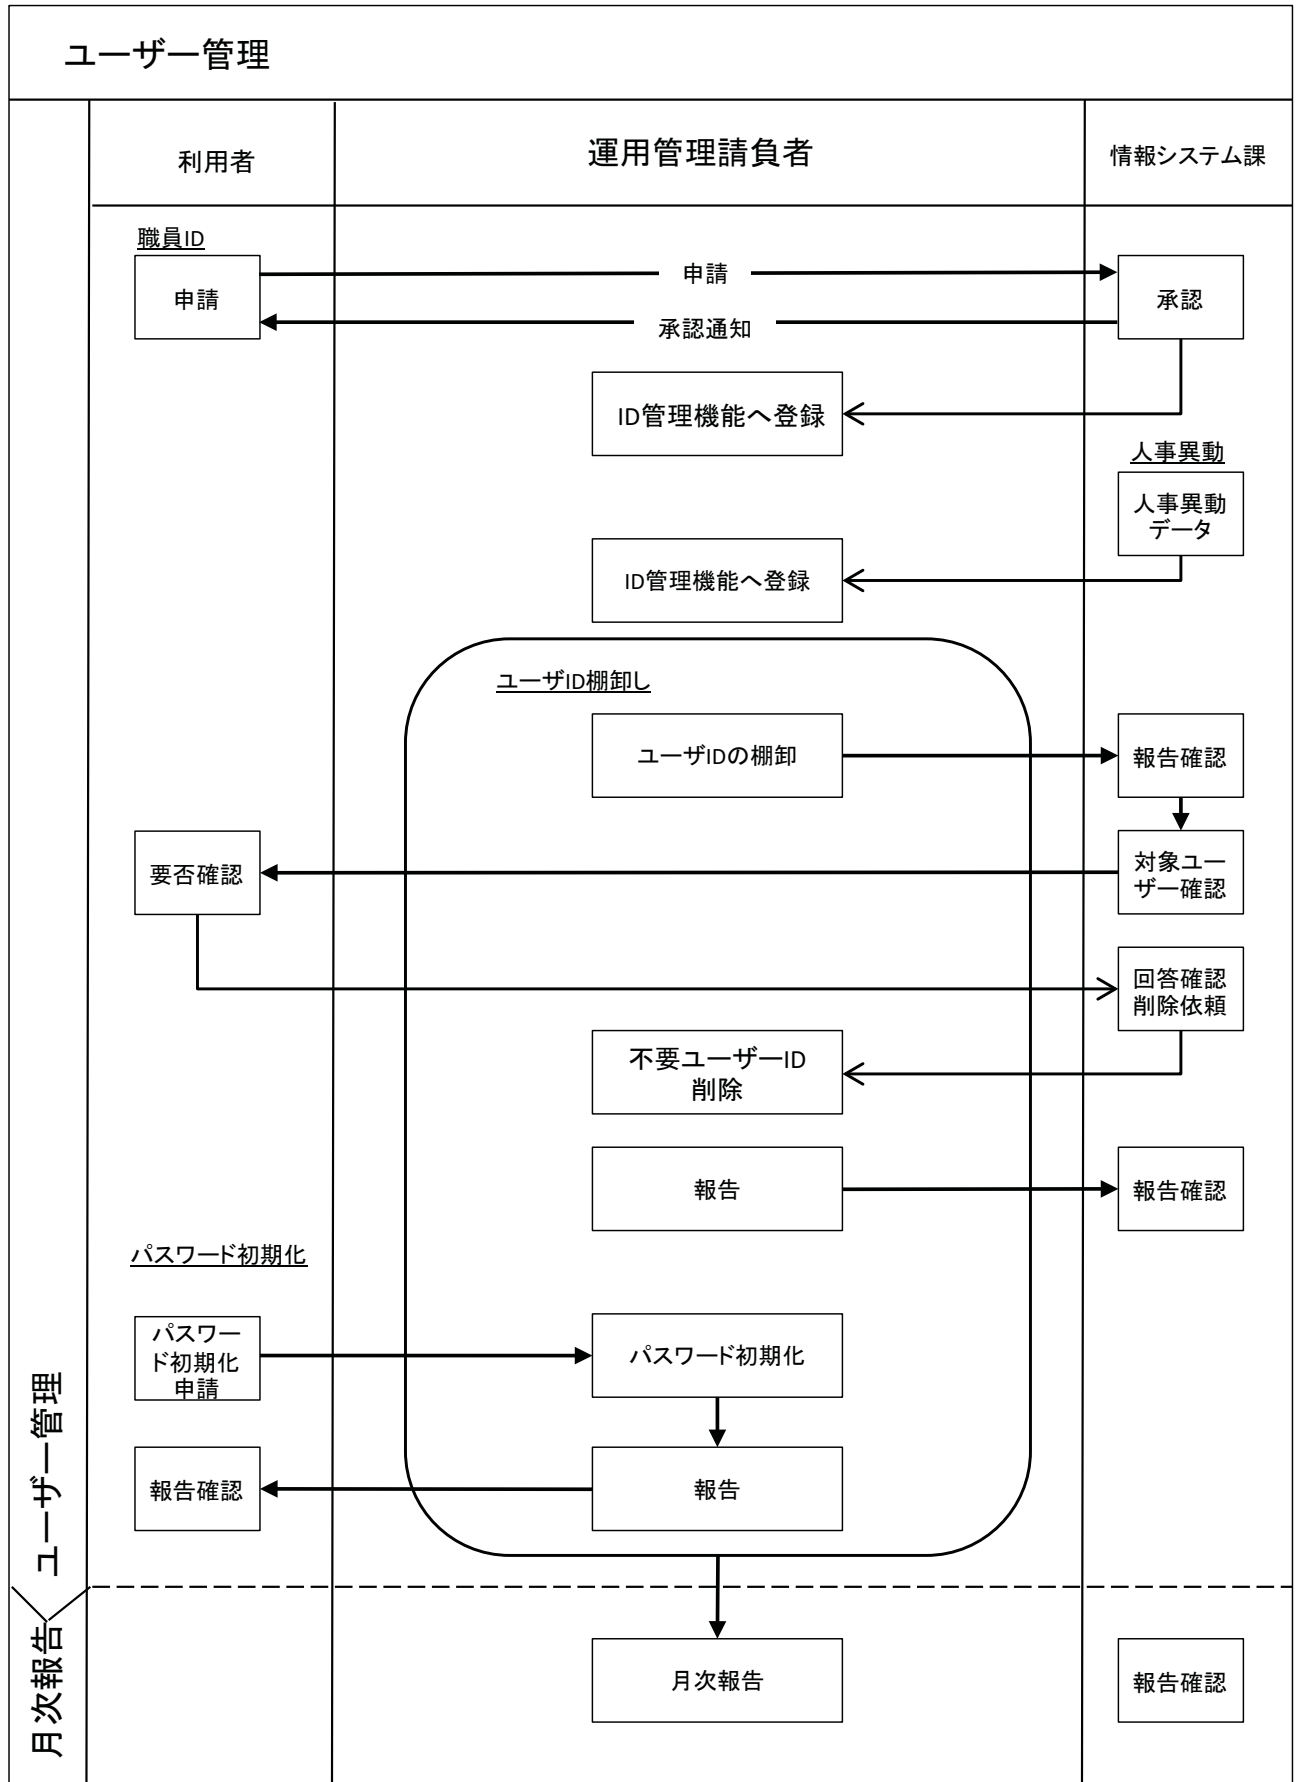 ユーザー管理
利用者
運用管理請負者
情報システム課
職員ID
申請
申請
承認
承認通知
ID管理機能へ登録
人事異動
人事異動
データ
ID管理機能へ登録
ユーザID棚卸し
ユーザIDの棚卸
報告確認
要否確認
対象ユー
ザー確認
回答確認
削除依頼
不要ユーザーID
削除
報告
報告確認
パスワード初期化
パスワー
ド初期化
申請
パスワード初期化
報告確認
報告
ユーザー管理
月次報告
月次報告
報告確認